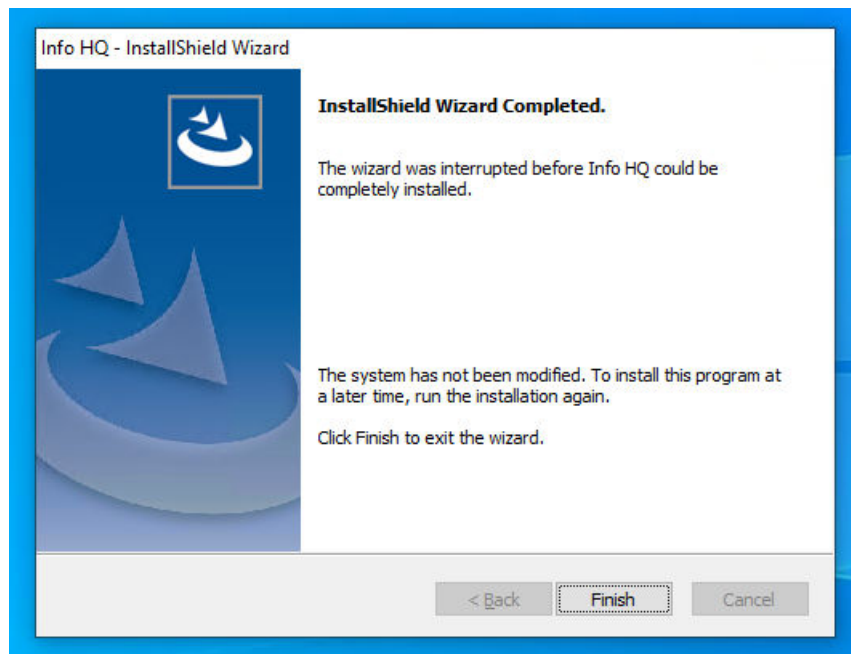 Info HQ - InstallShield Wizard
InstallShield Wizard Completed.
The wizard was interrupted before Info HQ could be
completely installed.
The system has not been modified. To install this program at
a later time, run the installation again.
Click Finish to exit the wizard.
< Back
Finish
Cancel